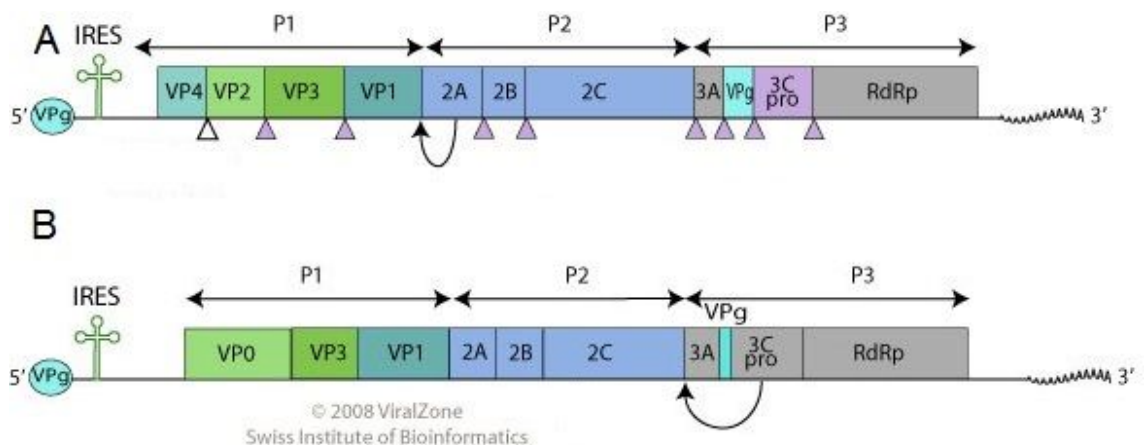 A
P1 P2 P3
IRES
VP4 VP2 VP3 VP1 2A 2B 2C 3A VPg 3C pro RdRp
5' VPg 3'
B
P1 P2 P3
IRES VPg
VP0 VP3 VP1 2A 2B 2C 3A 3C pro RdRp
5' VPg 3'
© 2008 ViralZone
Swiss Institute of Bioinformatics